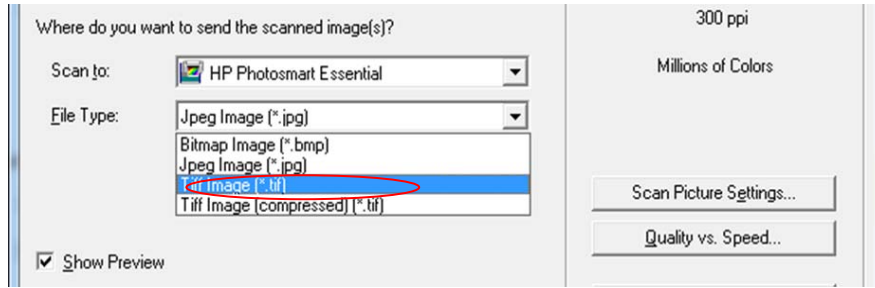 Where do you want to send the scanned image(s)?
Scan to: HP Photosmart Essential
File Type: Jpeg Image (*.jpg)
Bitmap Image (*.bmp)
Jpeg Image (*.jpg)
Tiff Image (*.tif)
Tiff Image (compressed) (*.tif)
Show Preview
300 ppi
Millions of Colors
Scan Picture Settings...
Quality vs. Speed...